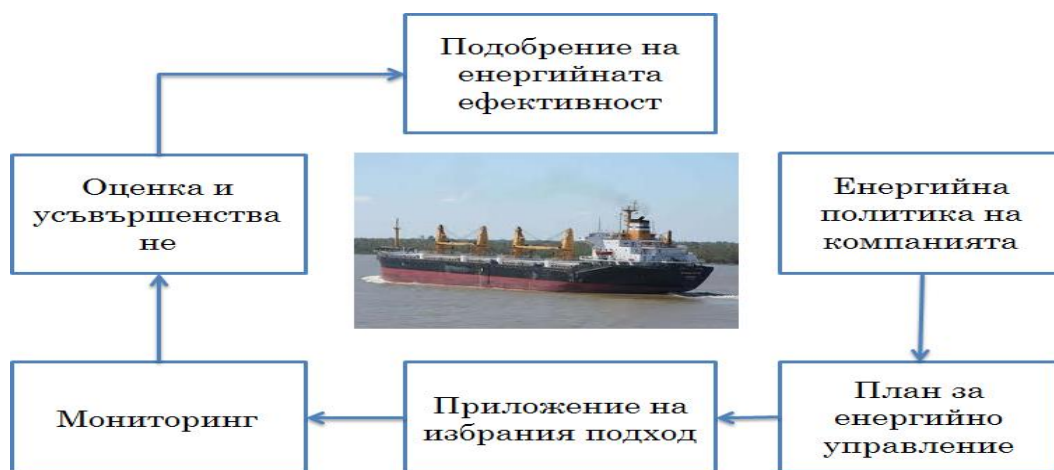 Подобрение на
енергийната
ефективност
Оценка и
усъвършенства
не
Енергийна
политика на
компанията
Мониторинг
Приложение на
избрания подход
План за
енергийно
управление